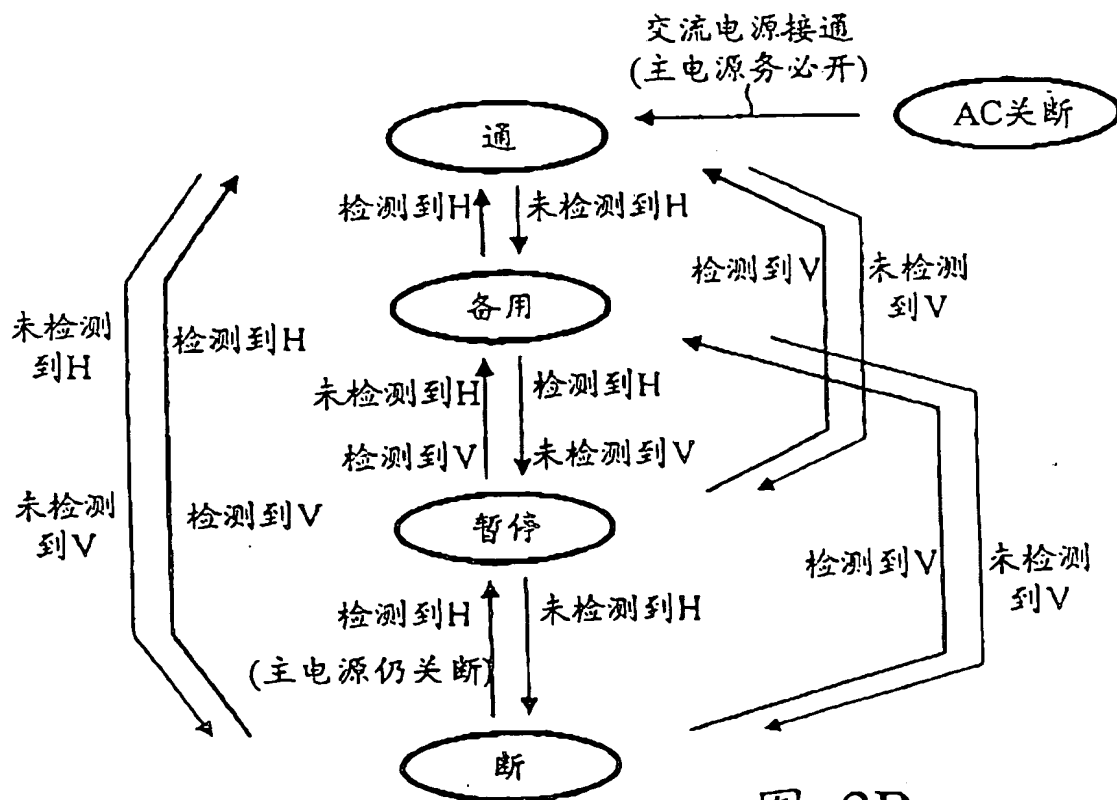 交流电源接通
(主电源务必开)
AC关断
通
检测到H
未检测到H
检测到V
未检测
到V
备用
未检测
到H
检测到H
未检测到H
检测到H
检测到V
未检测到V
暂停
未检测
到V
检测到V
检测到V
未检测
到V
检测到H
未检测到H
(主电源仍关断)
断